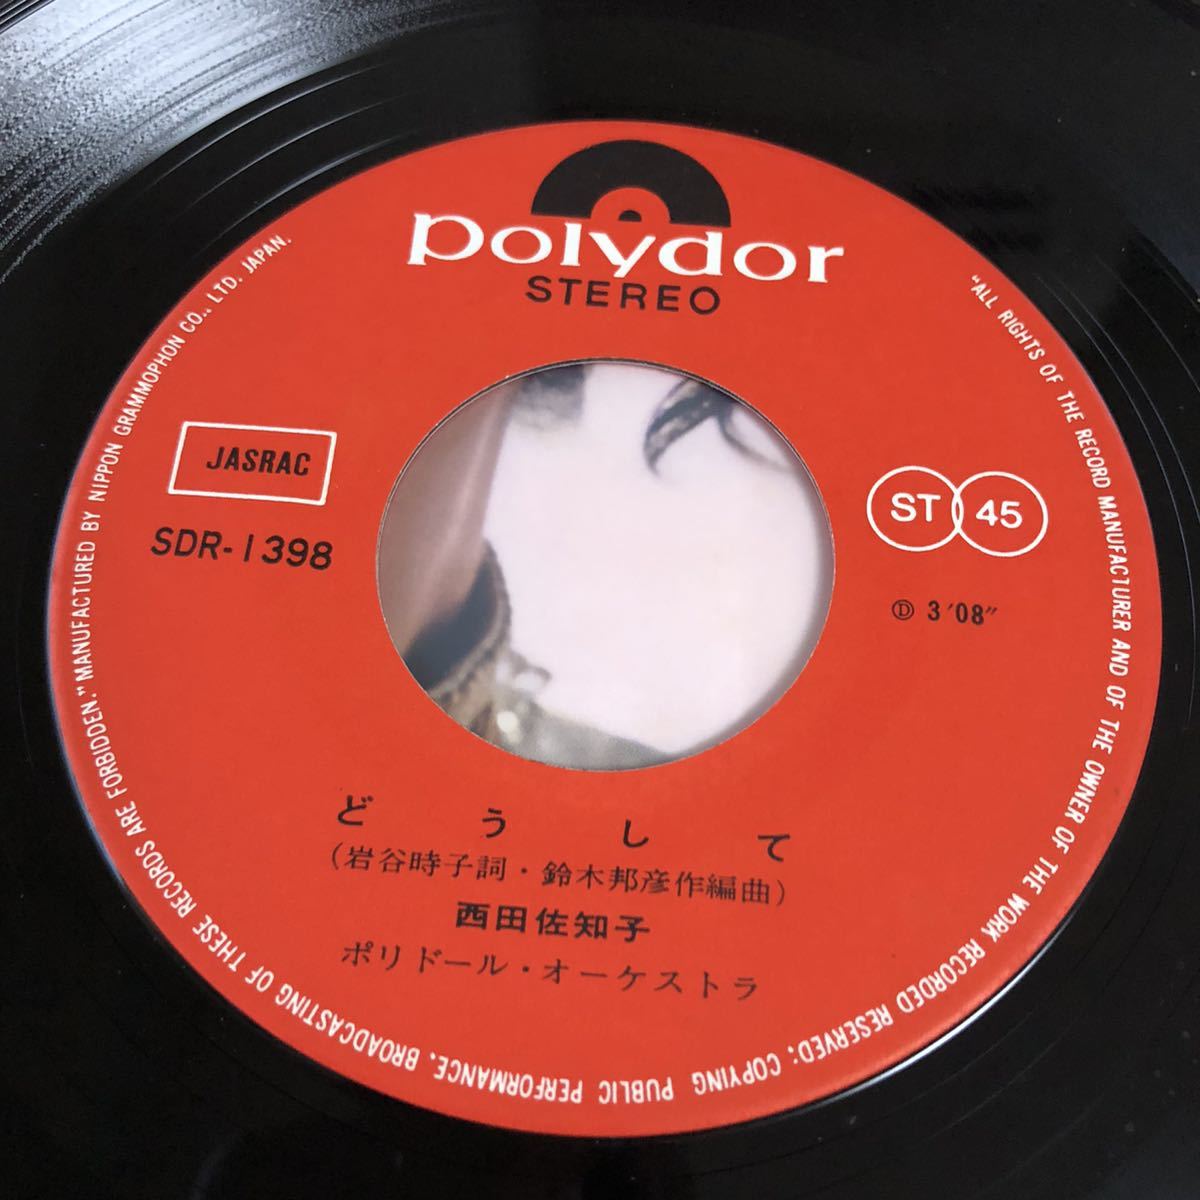 polydor
STEREO
JASRAC
SDR-1398
ST 45
Ⓓ 3'08"
どうして
(岩谷時子詞・鈴木邦彦作編曲)
西田佐知子
ポリドール・オーケストラ
"ALL RIGHTS OF THE RECORD MANUFACTURER AND OF THE OWNER OF THE WORK RECORDED RESERVED: COPYING PUBLIC PERFORMANCE. BROADCASTING OF THESE RECORDS ARE FORBIDDEN." MANUFACTURED BY NIPPON GRAMMOPHON CO., LTD. JAPAN.